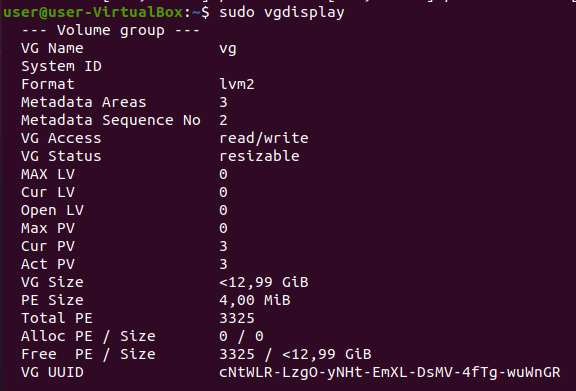 user@user-VirtualBox:~$ sudo vgdisplay
--- Volume group ---
VG Name vg
System ID
Format lvm2
Metadata Areas 3
Metadata Sequence No 2
VG Access read/write
VG Status resizable
MAX LV 0
Cur LV 0
Open LV 0
Max PV 0
Cur PV 3
Act PV 3
VG Size <12,99 GiB
PE Size 4,00 MiB
Total PE 3325
Alloc PE / Size 0 / 0
Free PE / Size 3325 / <12,99 GiB
VG UUID cNtWLR-LzgO-yNHt-EmXL-DsMV-4fTg-wuWnGR